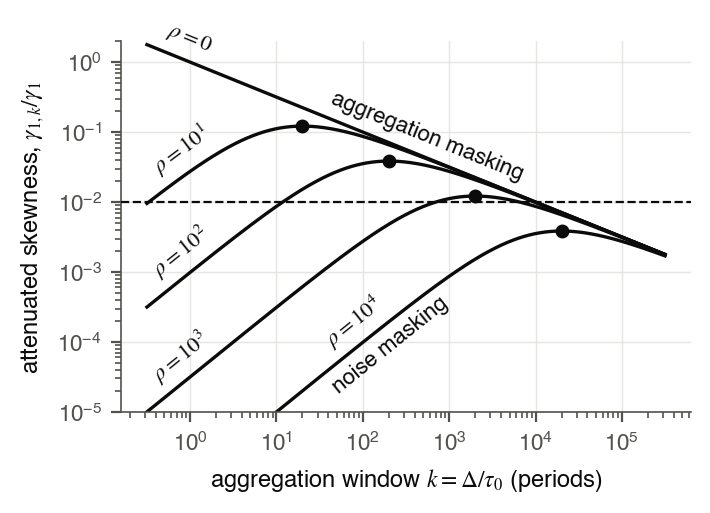 ρ = 0
10⁰
aggregation masking
10⁻¹
ρ = 10¹
10⁻²
ρ = 10²
10⁻³
ρ = 10³
ρ = 10⁴
noise masking
10⁻⁴
10⁻⁵
attenuated skewness, γ₁,ₖ/γ₁
10⁰ 10¹ 10² 10³ 10⁴ 10⁵
aggregation window k = Δ/τ₀ (periods)